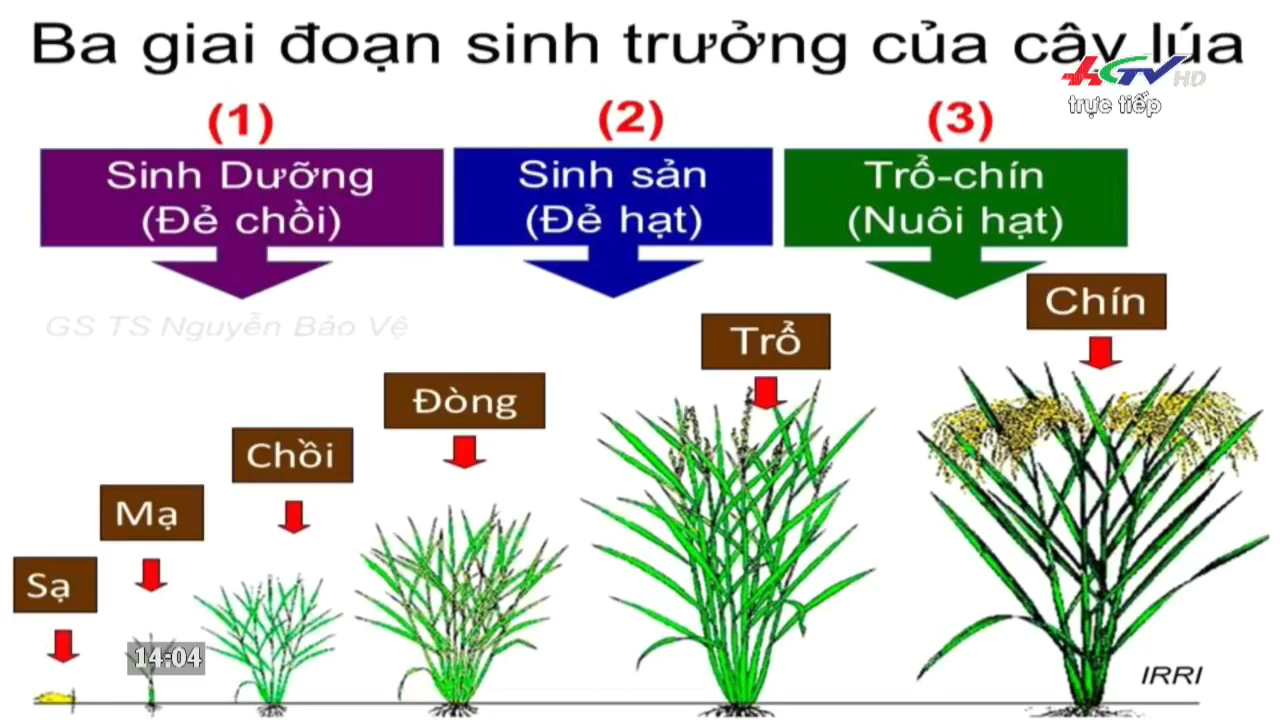 Ba giai đoạn sinh trưởng của cây lúa
HGTV HD
trực tiếp
(1)
(2)
(3)
Sinh Dưỡng
(Đẻ chồi)
Sinh sản
(Đẻ hạt)
Trổ-chín
(Nuôi hạt)
GS TS Nguyễn Bảo Vệ
Chín
Trổ
Đòng
Chồi
Mạ
Sạ
14:04
IRRI